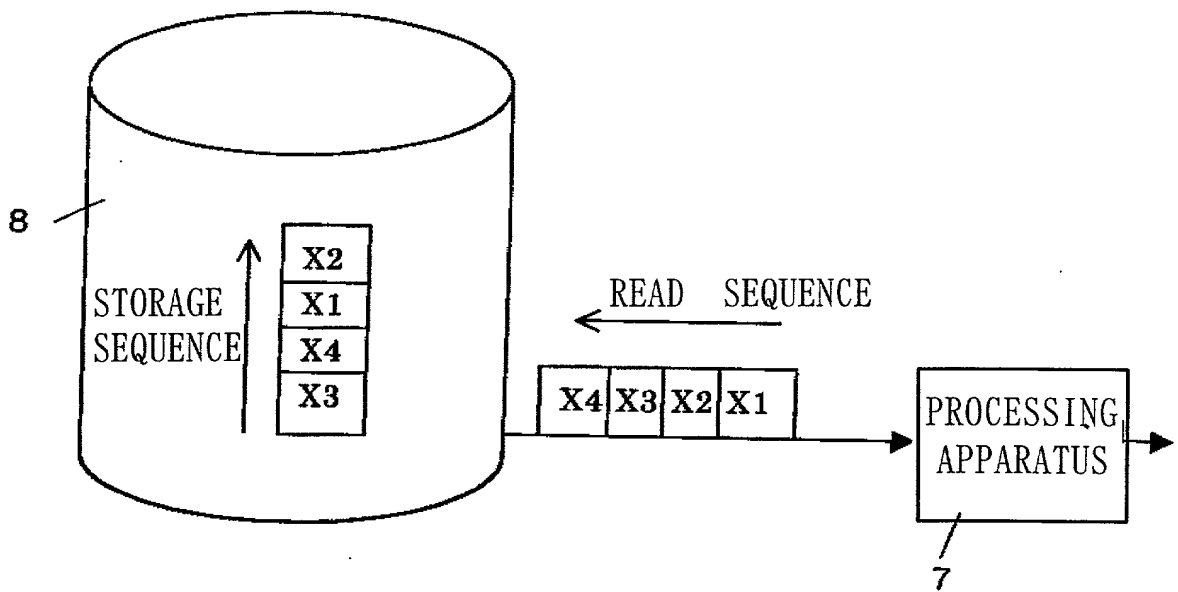 8
X2
STORAGE
SEQUENCE
X1
X4
X3
READ SEQUENCE
X4 X3 X2 X1
PROCESSING
APPARATUS
7